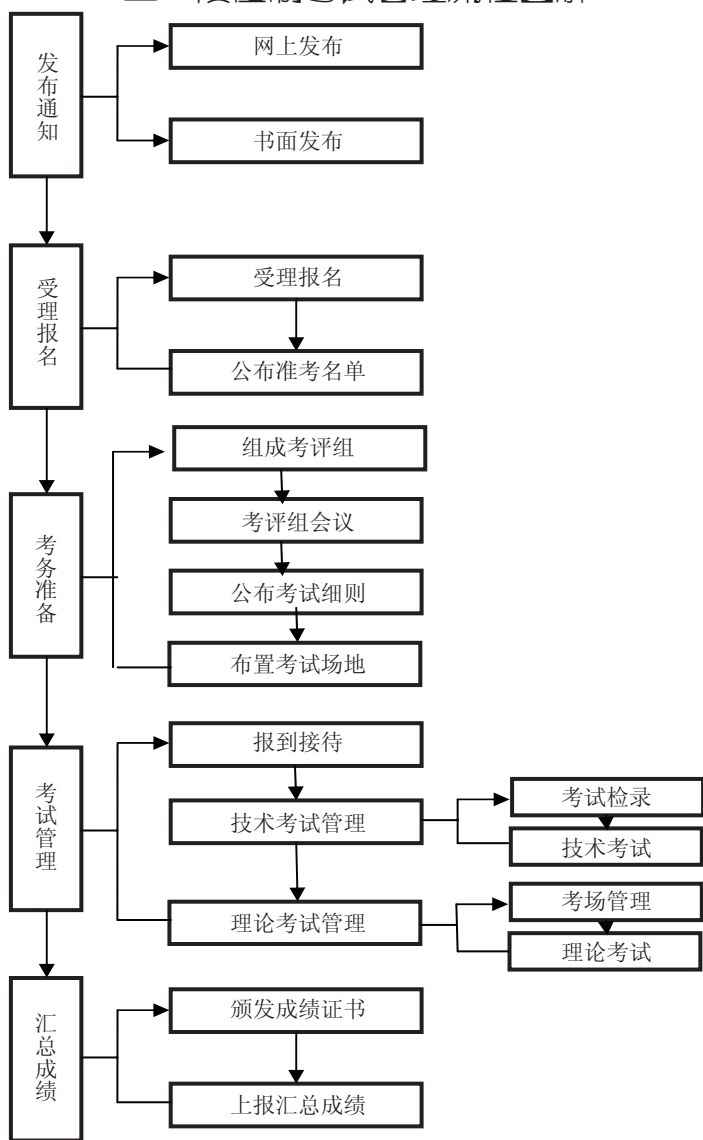 发布通知
网上发布
书面发布
受理报名
受理报名
公布准考名单
考务准备
组成考评组
考评组会议
公布考试细则
布置考试场地
考试管理
报到接待
技术考试管理
考试检录
技术考试
理论考试管理
考场管理
理论考试
汇总成绩
颁发成绩证书
上报汇总成绩